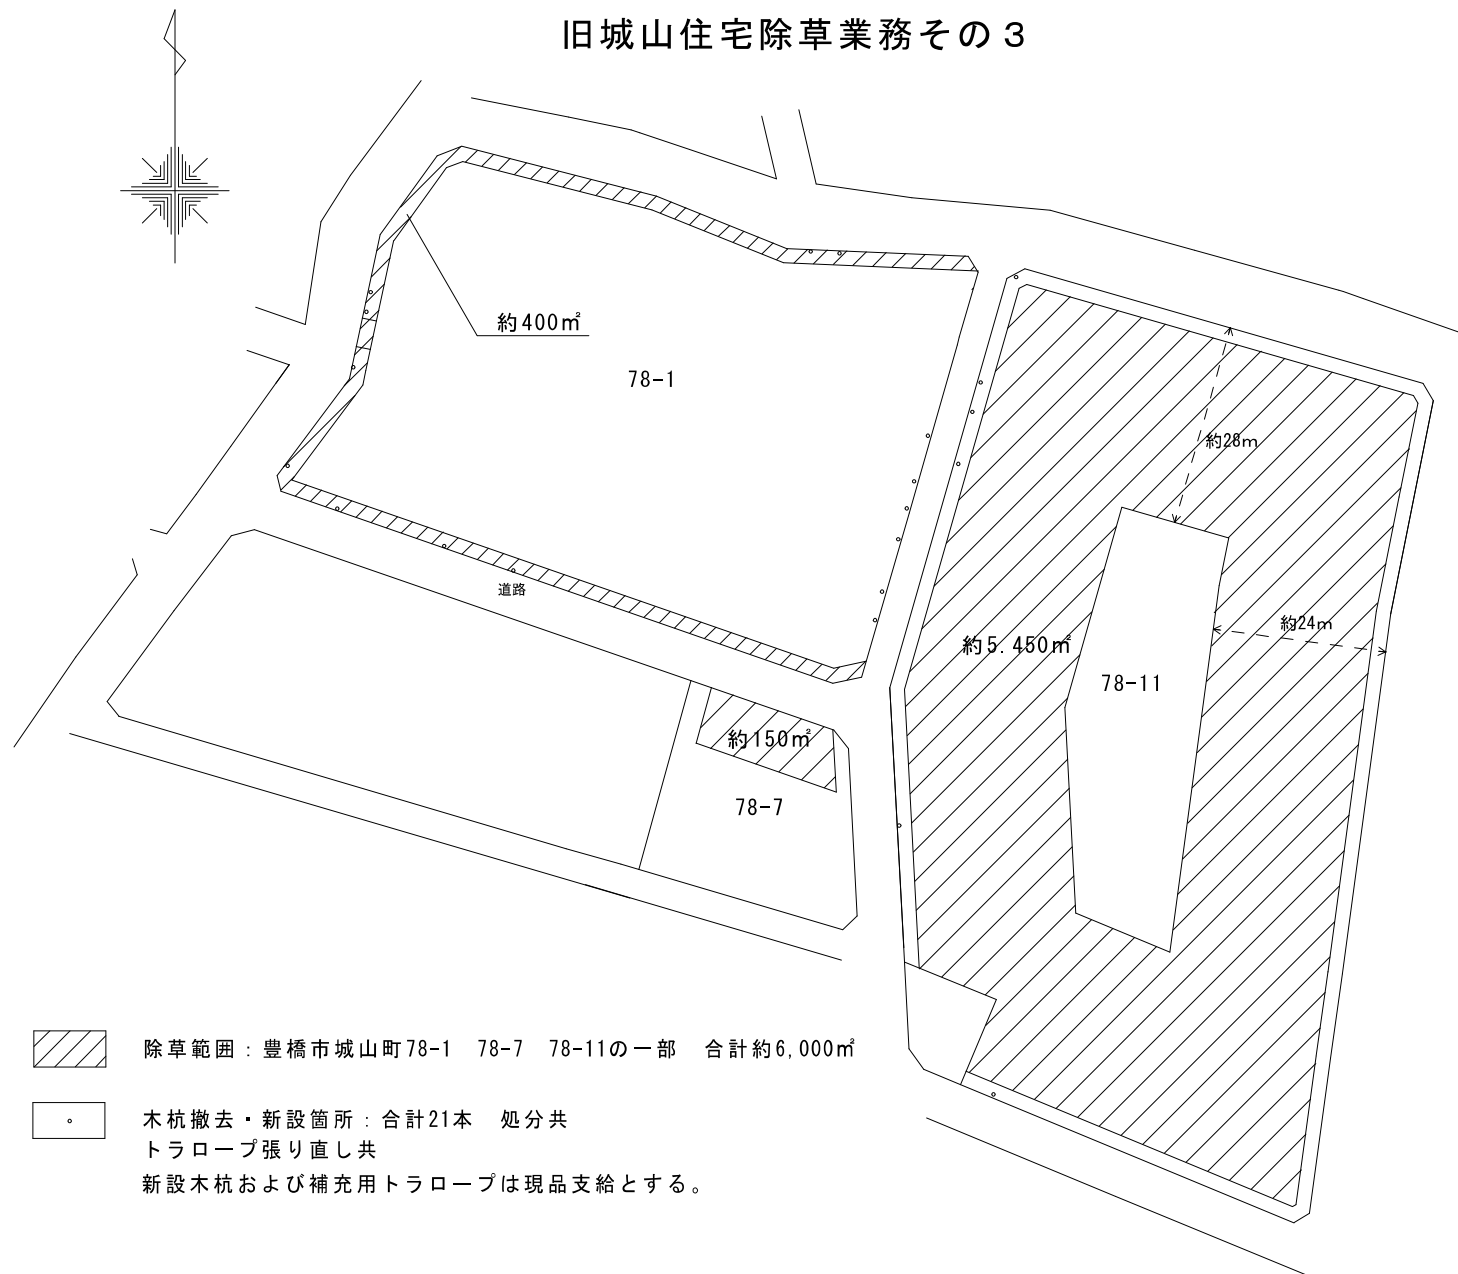 旧城山住宅除草業務その３
約400㎡
78-1
約28m
約24m
約5.450㎡
78-11
道路
約150㎡
78-7
除草範囲：豊橋市城山町78-1　78-7　78-11の一部　合計約6,000㎡
木杭撤去・新設箇所：合計21本　処分共
トラロープ張り直し共
新設木杭および補充用トラロープは現品支給とする。